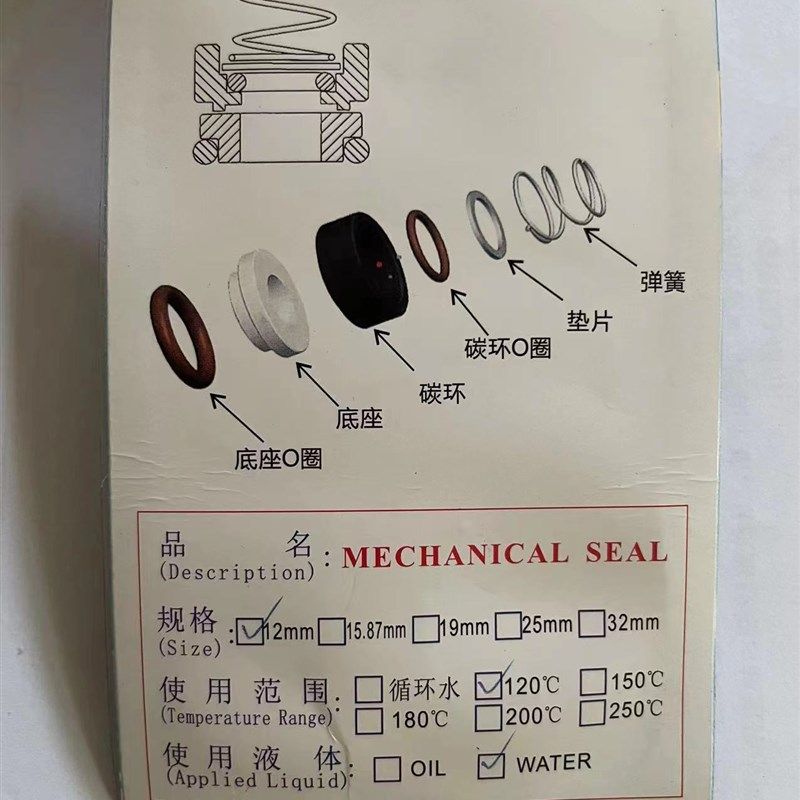 弹簧
垫片
碳环O圈
碳环
底座
底座O圈
品 名: MECHANICAL SEAL
(Description)
规格: 12mm 15.87mm 19mm 25mm 32mm
(Size)
使用范围: 循环水 120℃ 150℃
(Temperature Range) 180℃ 200℃ 250℃
使用液体: OIL WATER
(Applied Liquid)